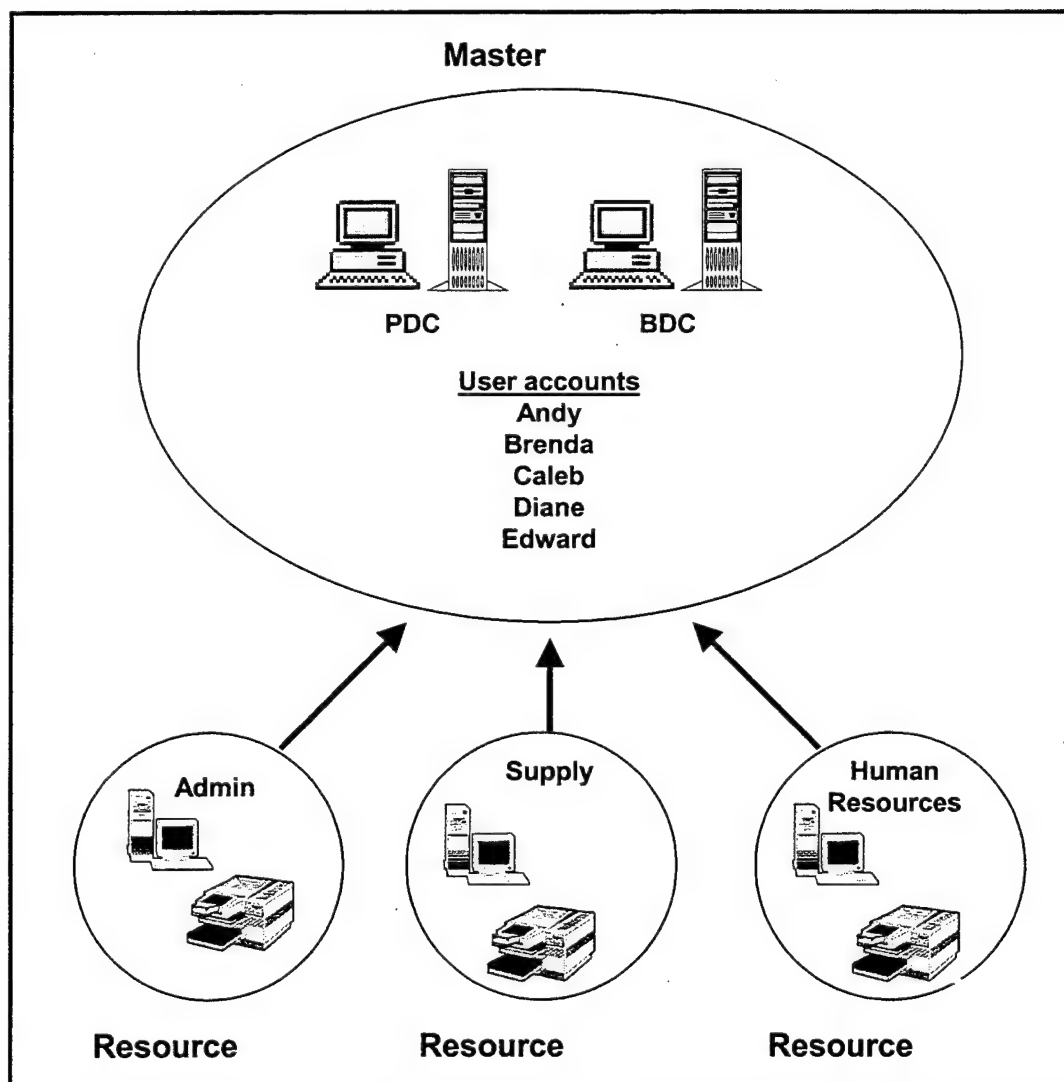 Master
PDC
BDC
User accounts
Andy
Brenda
Caleb
Diane
Edward
Admin
Supply
Human
Resources
Resource
Resource
Resource